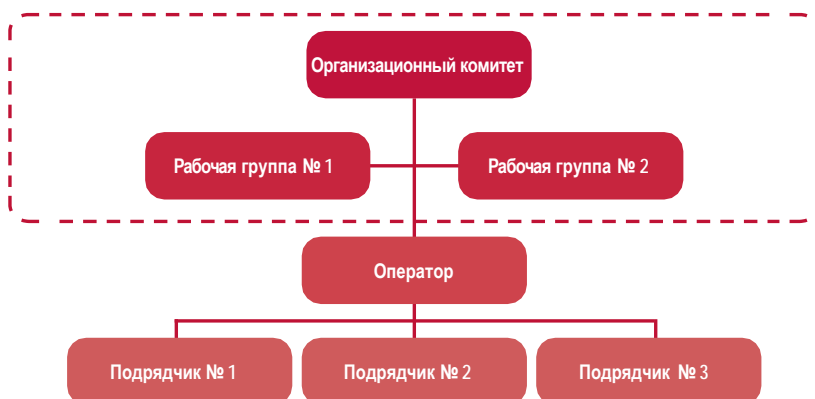 Организационный комитет
Рабочая группа № 1
Рабочая группа № 2
Оператор
Подрядчик № 1
Подрядчик № 2
Подрядчик № 3